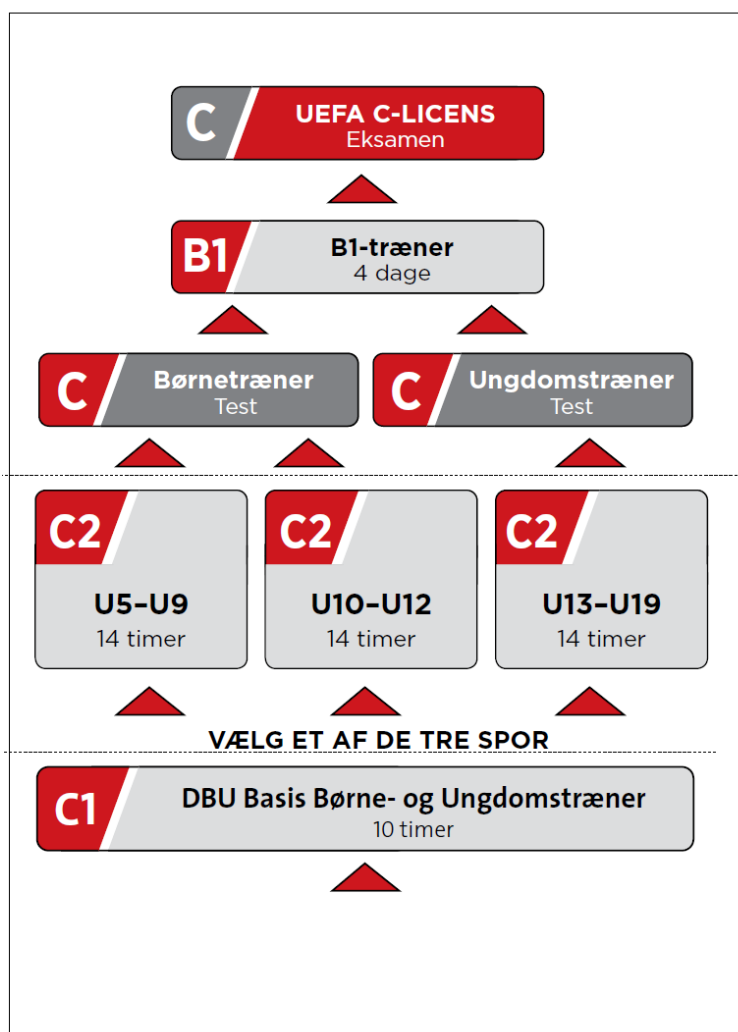 C
UEFA C-LICENS
Eksamen
B1
B1-træner
4 dage
C
Børnetræner
Test
C
Ungdomstræner
Test
C2
U5–U9
14 timer
C2
U10–U12
14 timer
C2
U13–U19
14 timer
VÆLG ET AF DE TRE SPOR
C1
DBU Basis Børne- og Ungdomstræner
10 timer